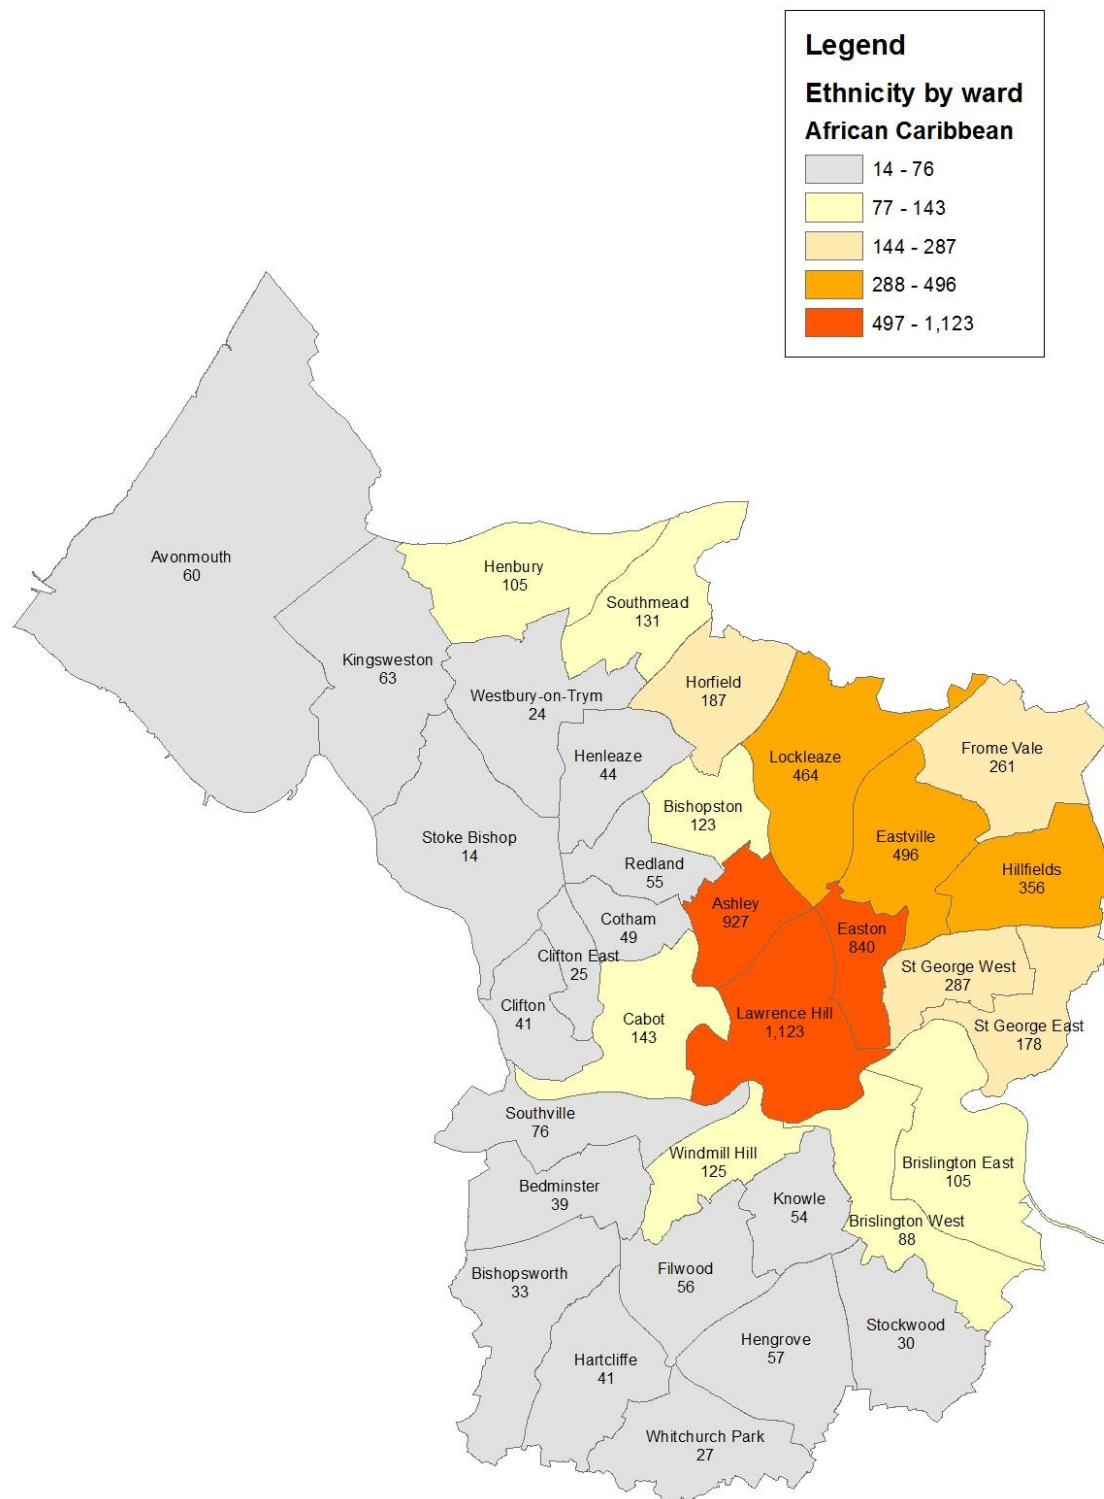 Legend
Ethnicity by ward
African Caribbean
14 - 76
77 - 143
144 - 287
288 - 496
497 - 1,123
Avonmouth
60
Henbury
105
Southmead
131
Kingsweston
63
Westbury-on-Trym
24
Horfield
187
Henleaze
44
Lockleaze
464
Frome Vale
261
Bishopston
123
Stoke Bishop
14
Eastville
496
Redland
55
Hillfields
356
Ashley
927
Cotham
49
Easton
840
Clifton East
25
St George West
287
Clifton
41
Cabot
143
Lawrence Hill
1,123
St George East
178
Southville
76
Windmill Hill
125
Brislington East
105
Bedminster
39
Knowle
54
Brislington West
88
Bishopsworth
33
Filwood
56
Stockwood
30
Hengrove
57
Hartcliffe
41
Whitchurch Park
27